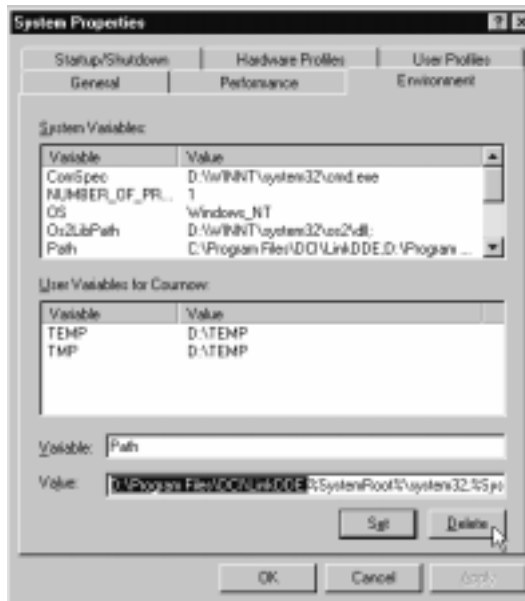 System Properties
Startup/Shutdown Hardware Profiles User Profiles
General Performance Environment
System Variables:
Variable Value
ComSpec D:\WINNT\system32\cmd.exe
NUMBER_OF_PR... 1
OS Windows_NT
Os2LibPath D:\WINNT\system32\os2\dll;
Path C:\Program Files\DCI\LinkDDE,D:\Program ...
User Variables for Cournow:
Variable Value
TEMP D:\TEMP
TMP D:\TEMP
Variable: Path
Value: D:\Program Files\DCI\LinkDDE;%SystemRoot%\system32;%Sys
Set Delete
OK Cancel Apply